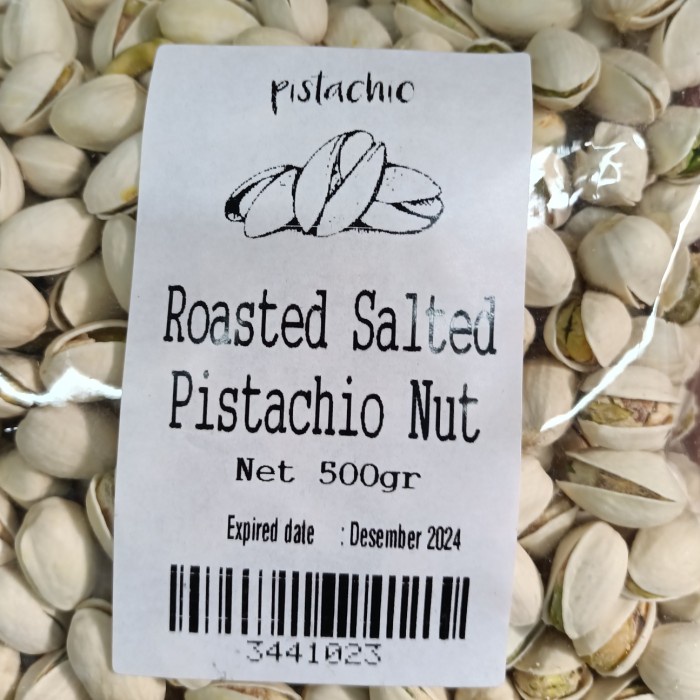 pistachio
Roasted Salted
Pistachio Nut
Net 500gr
Expired date : Desember 2024
3441023